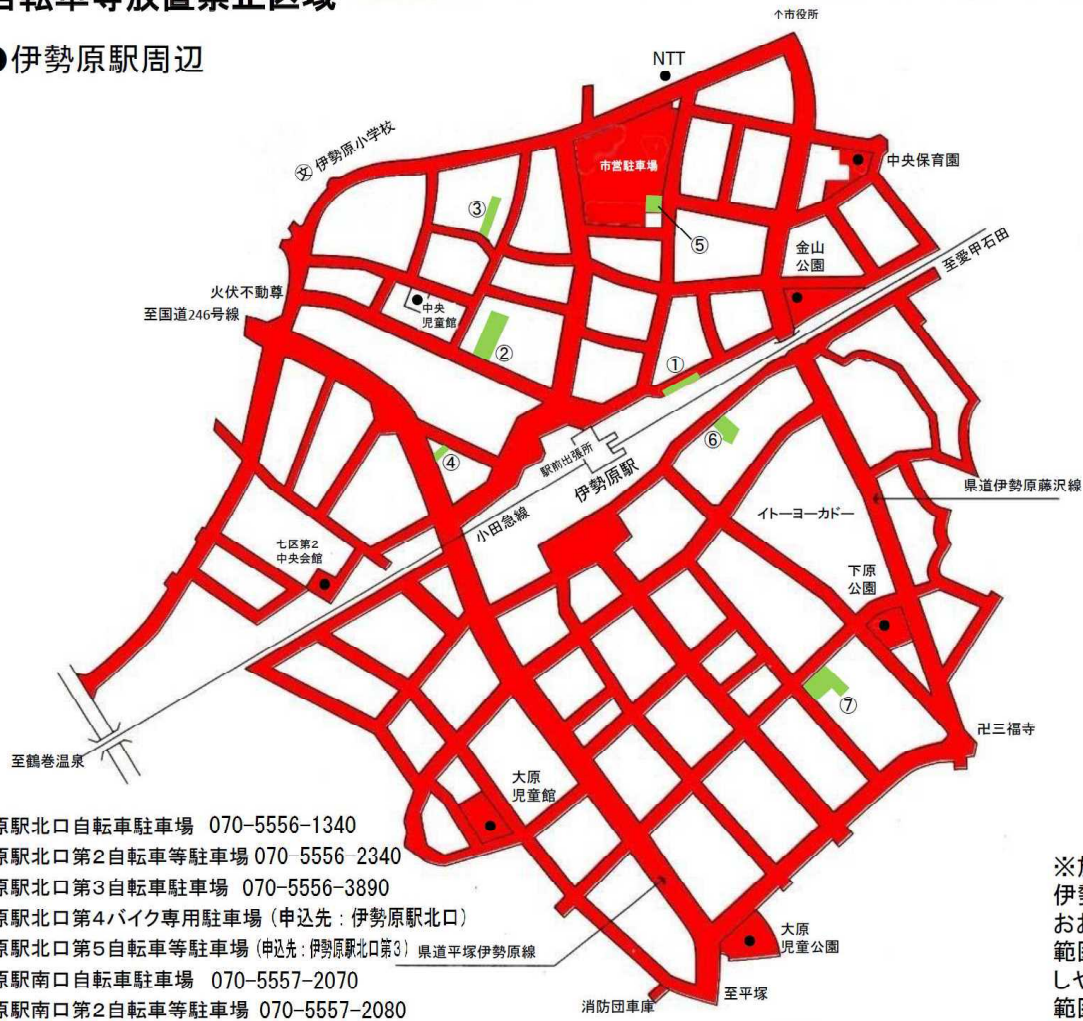 自転車等放置禁止区域
●伊勢原駅周辺
↑市役所
NTT
㊛ 伊勢原小学校
市営駐車場
中央保育園
③
⑤
金山
公園
至愛甲石田
火伏不動尊
至国道246号線
中央
児童館
②
①
⑥
④
駅前出張所
伊勢原駅
小田急線
県道伊勢原藤沢線
イトーヨーカドー
七区第2
中央会館
下原
公園
⑦
卍三福寺
至鶴巻温泉
大原
児童館
原駅北口自転車駐車場 070-5556-1340
原駅北口第2自転車等駐車場 070-5556-2340
原駅北口第3自転車駐車場 070-5556-3890
原駅北口第4バイク専用駐車場（申込先：伊勢原駅北口）
原駅北口第5自転車等駐車場（申込先：伊勢原駅北口第3）
県道平塚伊勢原線
原駅南口自転車駐車場 070-5557-2070
原駅南口第2自転車等駐車場 070-5557-2080
大原
児童公園
至平塚
消防団車庫
伊勢
おお
範囲
しや
範囲